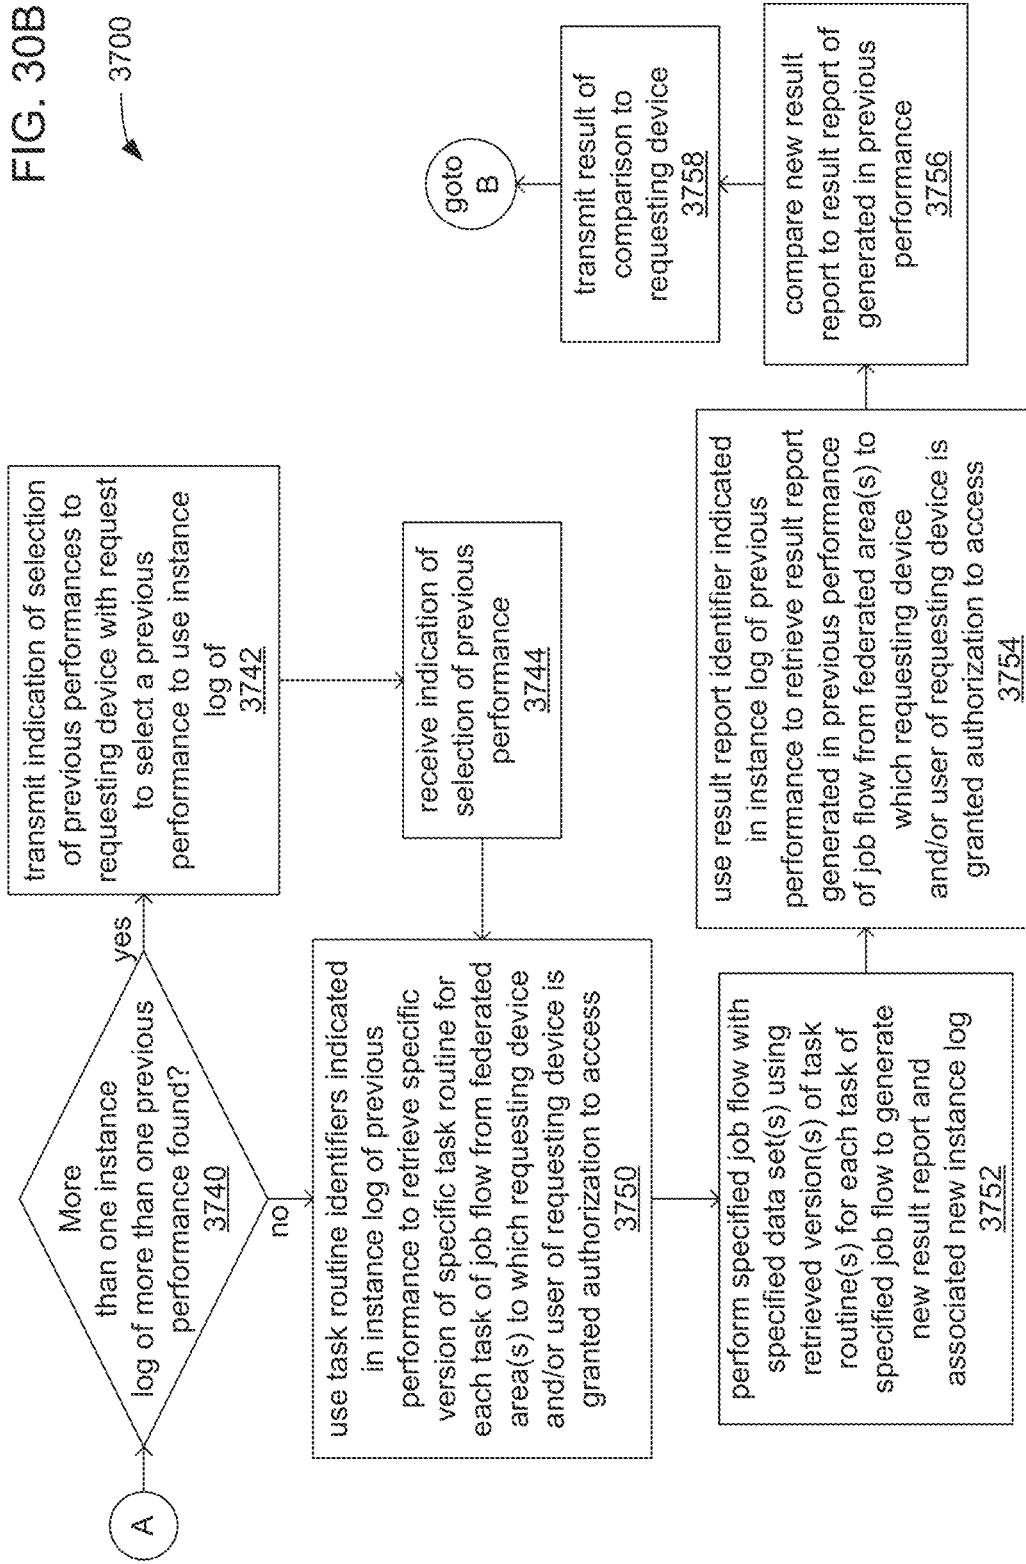 FIG. 30B
3700
A
More
than one instance
log of more than one previous
performance found?
3740
yes
no
transmit indication of selection
of previous performances to
requesting device with request
to select a previous
performance to use instance
log of
3742
receive indication of
selection of previous
performance
3744
use task routine identifiers indicated
in instance log of previous
performance to retrieve specific
version of specific task routine for
each task of job flow from federated
area(s) to which requesting device
and/or user of requesting device is
granted authorization to access
3750
perform specified job flow with
specified data set(s) using
retrieved version(s) of task
routine(s) for each task of
specified job flow to generate
new result report and
associated new instance log
3752
use result report identifier indicated
in instance log of previous
performance to retrieve result report
generated in previous performance
of job flow from federated area(s) to
which requesting device
and/or user of requesting device is
granted authorization to access
3754
compare new result
report to result report of
generated in previous
performance
3756
transmit result of
comparison to
requesting device
3758
goto
B